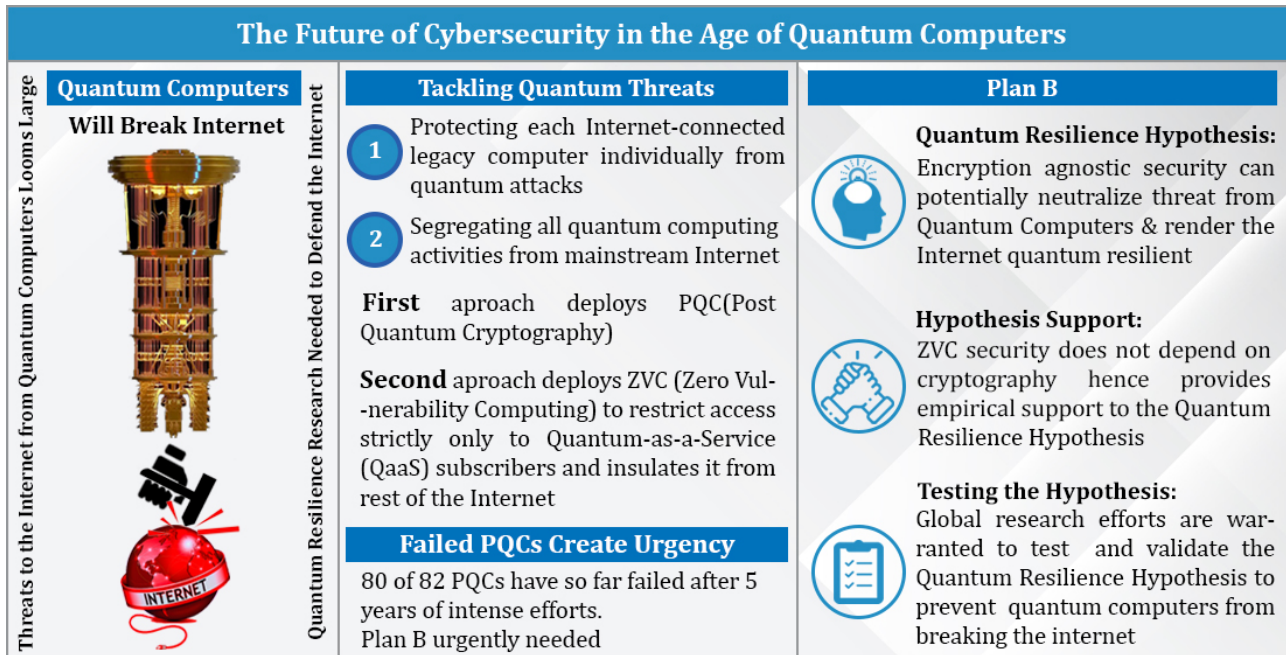 The Future of Cybersecurity in the Age of Quantum Computers
Threats to the Internet from Quantum Computers Looms Large
Quantum Computers
Will Break Internet
INTERNET
Quantum Resilience Research Needed to Defend the Internet
Tackling Quantum Threats
1
Protecting each Internet-connected
legacy computer individually from
quantum attacks
2
Segregating all quantum computing
activities from mainstream Internet
First aproach deploys PQC(Post
Quantum Cryptography)
Second aproach deploys ZVC (Zero Vul-
-nerability Computing) to restrict access
strictly only to Quantum-as-a-Service
(QaaS) subscribers and insulates it from
rest of the Internet
Failed PQCs Create Urgency
80 of 82 PQCs have so far failed after 5
years of intense efforts.
Plan B urgently needed
Plan B
Quantum Resilience Hypothesis:
Encryption agnostic security can
potentially neutralize threat from
Quantum Computers & render the
Internet quantum resilient
Hypothesis Support:
ZVC security does not depend on
cryptography hence provides
empirical support to the Quantum
Resilience Hypothesis
Testing the Hypothesis:
Global research efforts are war-
ranted to test and validate the
Quantum Resilience Hypothesis to
prevent quantum computers from
breaking the internet